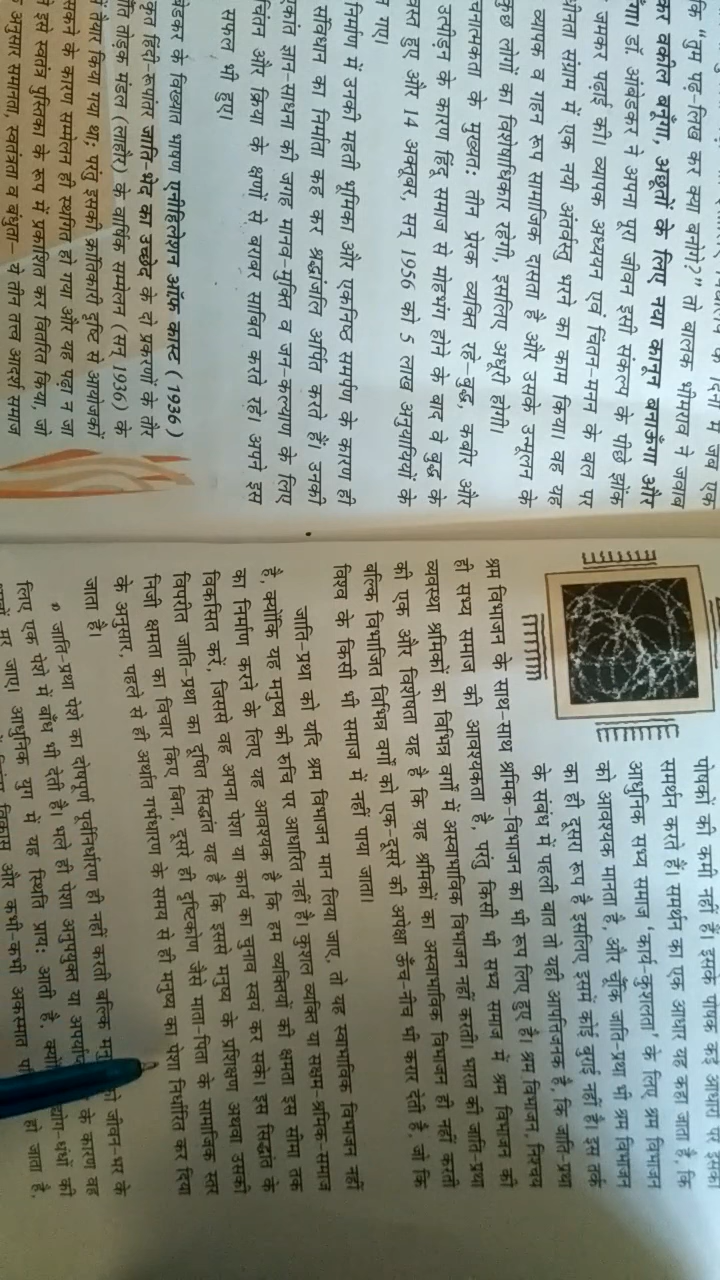 कि "तुम पढ़-लिख कर क्या बनोगे?" तो बालक भीमराव ने जवाब
वकील बनूँगा, अछूतों के लिए नया कानून बनाऊँगा और
डॉ. आंबेडकर ने अपना पूरा जीवन इसी संकल्प के पीछे झोंक
जमकर पढ़ाई की। व्यापक अध्ययन एवं चिंतन-मनन के बल पर
संग्राम में एक नयी अंतर्वस्तु भरने का काम किया। वह यह
व्यापक व गहन रूप सामाजिक दासता है और उसके उन्मूलन के
कुछ लोगों का विशेषाधिकार रहेगी, इसलिए अधूरी होगी।
के मुख्यतः तीन प्रेरक व्यक्ति रहे–बुद्ध, कबीर और
उत्पीड़न के कारण हिंदू समाज से मोहभंग होने के बाद वे बुद्ध के
हुए और 14 अक्तूबर, सन् 1956 को 5 लाख अनुयायियों के
गए।
निर्माण में उनकी महती भूमिका और एकनिष्ठ समर्पण के कारण ही
संविधान का निर्माता कह कर श्रद्धांजलि अर्पित करते हैं। उनकी
एकांत ज्ञान-साधना की जगह मानव-मुक्ति व जन-कल्याण के लिए
चिंतन और क्रिया के क्षणों से बराबर साबित करते रहे। अपने इस
सफल भी हुए।
के विख्यात भाषण एनीहिलेशन ऑफ़ कास्ट (1936)
हिंदी-रूपांतर जाति-भेद का उच्छेद के दो प्रकरणों के तौर
तोड़क मंडल (लाहौर) के वार्षिक सम्मेलन (सन् 1936) के
तैयार किया गया था; परंतु इसकी क्रांतिकारी दृष्टि से आयोजकों
सकने के कारण सम्मेलन ही स्थगित हो गया और यह पढ़ा न जा
इसे स्वतंत्र पुस्तिका के रूप में प्रकाशित कर वितरित किया, जो
अनुसार समानता, स्वतंत्रता व बंधुता– ये तीन तत्त्व आदर्श समाज
पोषकों की कमी नहीं है। इसके पोषक कई आधारों पर इसका
समर्थन करते हैं। समर्थन का एक आधार यह कहा जाता है, कि
आधुनिक सभ्य समाज 'कार्य-कुशलता' के लिए श्रम विभाजन
को आवश्यक मानता है, और चूँकि जाति-प्रथा भी श्रम विभाजन
का ही दूसरा रूप है इसलिए इसमें कोई बुराई नहीं है। इस तर्क
के संबंध में पहली बात तो यही आपत्तिजनक है, कि जाति-प्रथा
श्रम विभाजन के साथ-साथ श्रमिक-विभाजन का भी रूप लिए हुए है। श्रम विभाजन, निश्चय
ही सभ्य समाज की आवश्यकता है, परंतु किसी भी सभ्य समाज में श्रम विभाजन की
व्यवस्था श्रमिकों का विभिन्न वर्गों में अस्वाभाविक विभाजन नहीं करती। भारत की जाति-प्रथा
की एक और विशेषता यह है कि यह श्रमिकों का अस्वाभाविक विभाजन ही नहीं करती
बल्कि विभाजित विभिन्न वर्गों को एक-दूसरे की अपेक्षा ऊँच-नीच भी करार देती है, जो कि
विश्व के किसी भी समाज में नहीं पाया जाता।
जाति-प्रथा को यदि श्रम विभाजन मान लिया जाए, तो यह स्वाभाविक विभाजन नहीं
है, क्योंकि यह मनुष्य की रुचि पर आधारित नहीं है। कुशल व्यक्ति या सक्षम-श्रमिक-समाज
का निर्माण करने के लिए यह आवश्यक है कि हम व्यक्तियों की क्षमता इस सीमा तक
विकसित करें, जिससे वह अपना पेशा या कार्य का चुनाव स्वयं कर सके। इस सिद्धांत के
विपरीत जाति-प्रथा का दूषित सिद्धांत यह है कि इससे मनुष्य के प्रशिक्षण अथवा उसकी
निजी क्षमता का विचार किए बिना, दूसरे ही दृष्टिकोण जैसे माता-पिता के सामाजिक स्तर
के अनुसार, पहले से ही अर्थात गर्भधारण के समय से ही मनुष्य का पेशा निर्धारित कर दिया
जाता है।
जाति-प्रथा पेशे का दोषपूर्ण पूर्वनिर्धारण ही नहीं करती बल्कि को जीवन-भर के
लिए एक पेशे में बाँध भी देती है। भले ही पेशा अनुपयुक्त या के कारण वह
मर जाए। आधुनिक युग में यह स्थिति प्रायः आती है, -धंधों की
विकास और कभी-कभी अकस्मात हो जाता है,